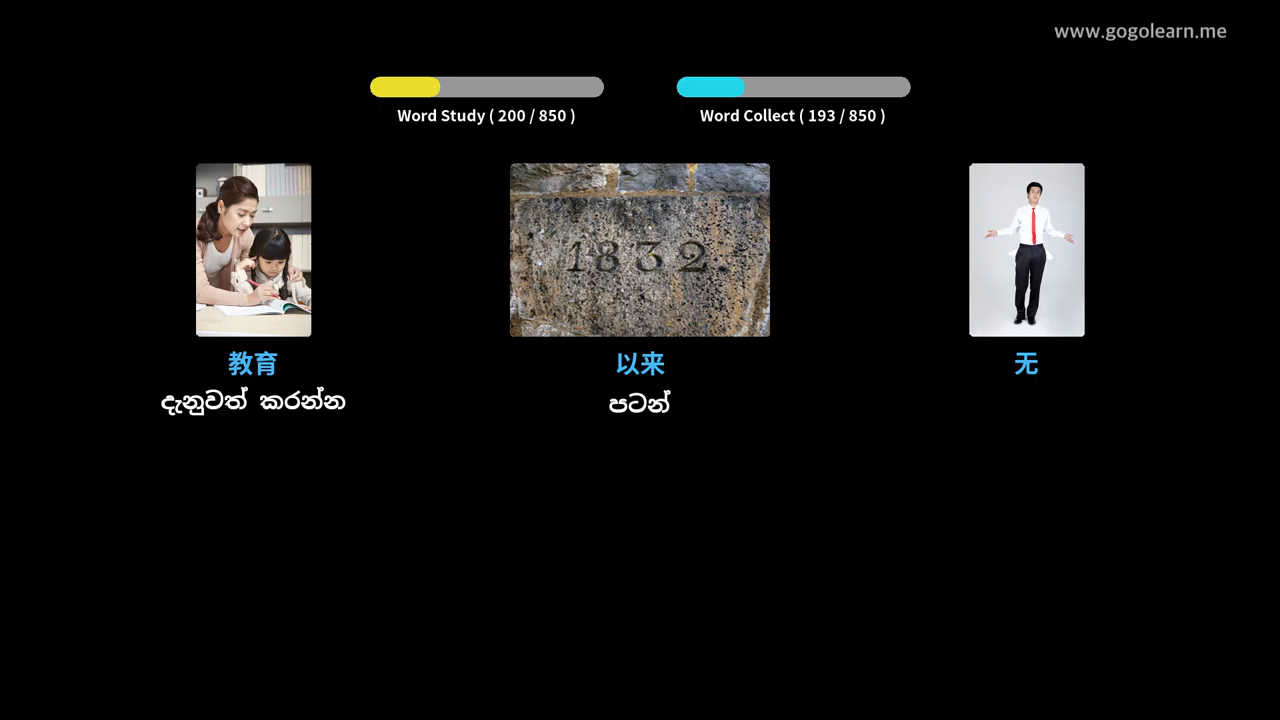 www.gogolearn.me
Word Study ( 200 / 850 )
Word Collect ( 193 / 850 )
1832.
教育
以来
无
දැනුවත් කරන්න
පටන්